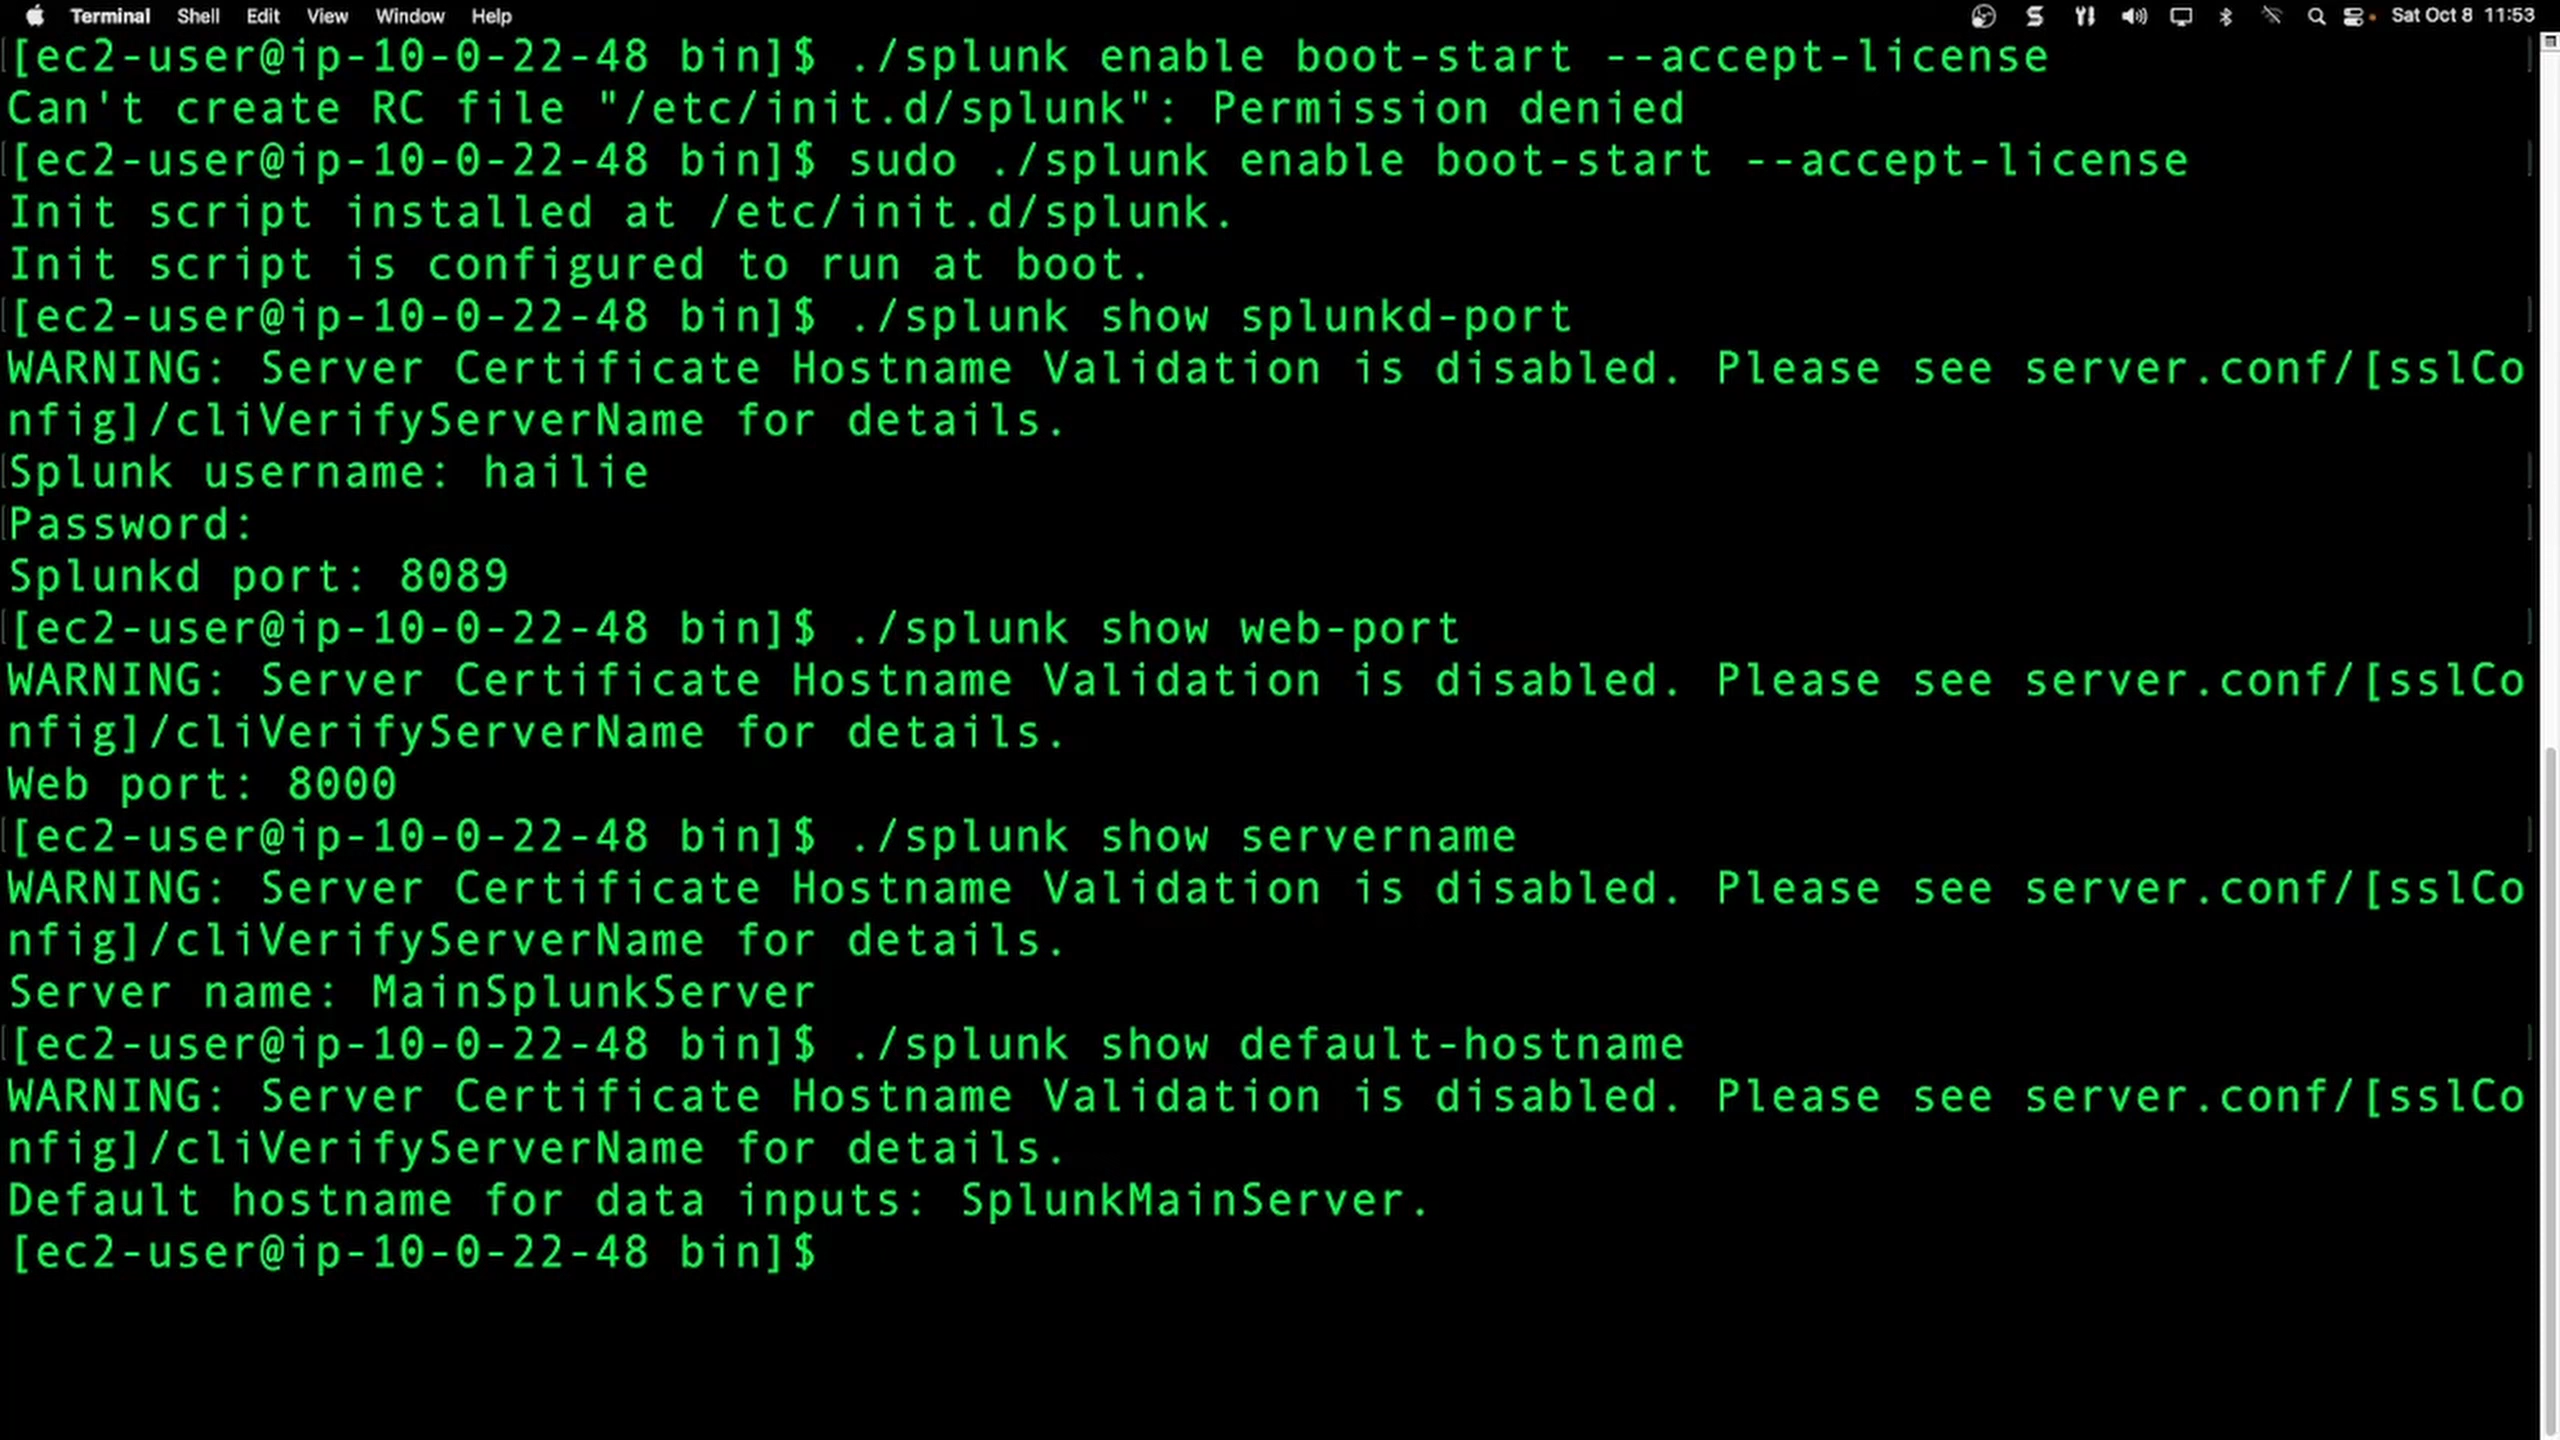 Terminal Shell Edit View Window Help Sat Oct 8 11:53
[ec2-user@ip-10-0-22-48 bin]$ ./splunk enable boot-start --accept-license
Can't create RC file "/etc/init.d/splunk": Permission denied
[ec2-user@ip-10-0-22-48 bin]$ sudo ./splunk enable boot-start --accept-license
Init script installed at /etc/init.d/splunk.
Init script is configured to run at boot.
[ec2-user@ip-10-0-22-48 bin]$ ./splunk show splunkd-port
WARNING: Server Certificate Hostname Validation is disabled. Please see server.conf/[sslCo
nfig]/cliVerifyServerName for details.
Splunk username: hailie
Password:
Splunkd port: 8089
[ec2-user@ip-10-0-22-48 bin]$ ./splunk show web-port
WARNING: Server Certificate Hostname Validation is disabled. Please see server.conf/[sslCo
nfig]/cliVerifyServerName for details.
Web port: 8000
[ec2-user@ip-10-0-22-48 bin]$ ./splunk show servername
WARNING: Server Certificate Hostname Validation is disabled. Please see server.conf/[sslCo
nfig]/cliVerifyServerName for details.
Server name: MainSplunkServer
[ec2-user@ip-10-0-22-48 bin]$ ./splunk show default-hostname
WARNING: Server Certificate Hostname Validation is disabled. Please see server.conf/[sslCo
nfig]/cliVerifyServerName for details.
Default hostname for data inputs: SplunkMainServer.
[ec2-user@ip-10-0-22-48 bin]$